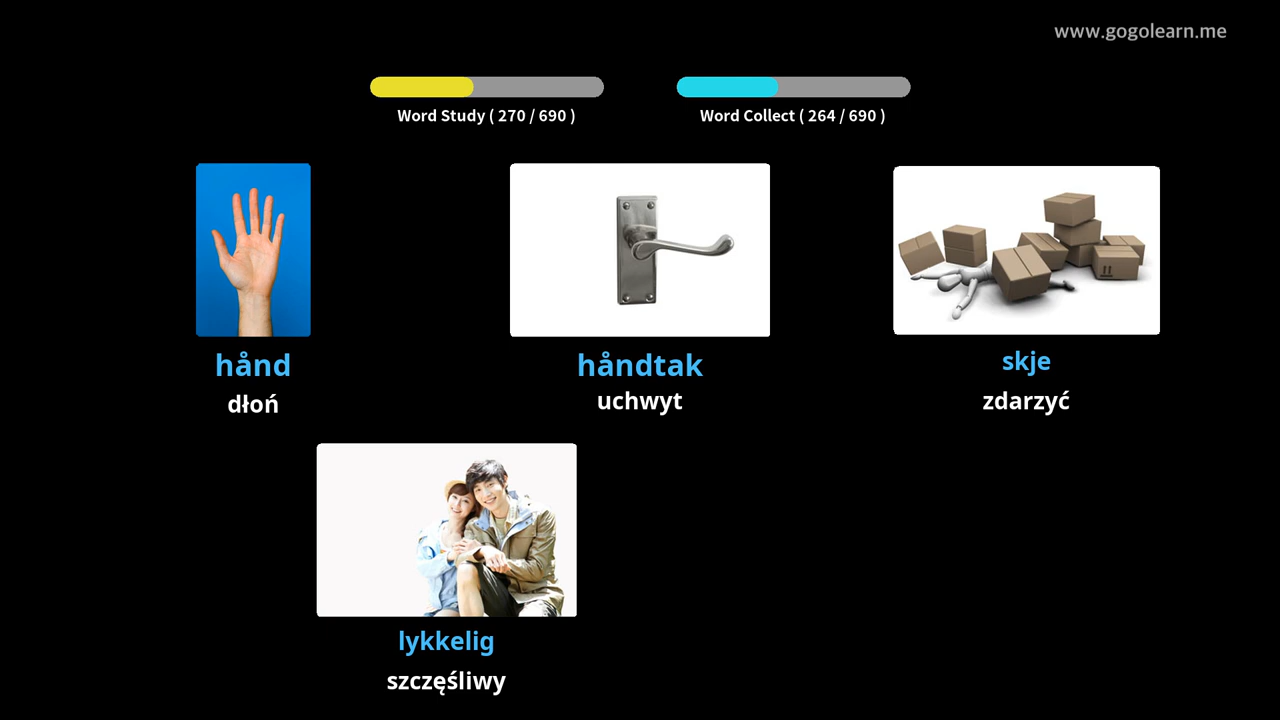 www.gogolearn.me
Word Study ( 270 / 690 )
Word Collect ( 264 / 690 )
hånd
dłoń
håndtak
uchwyt
skje
zdarzyć
lykkelig
szczęśliwy